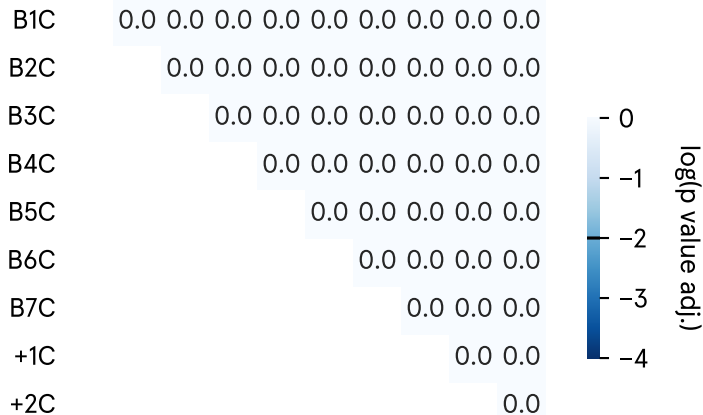 B1C 0.0 0.0 0.0 0.0 0.0 0.0 0.0 0.0 0.0
B2C 0.0 0.0 0.0 0.0 0.0 0.0 0.0 0.0
B3C 0.0 0.0 0.0 0.0 0.0 0.0 0.0
B4C 0.0 0.0 0.0 0.0 0.0 0.0
B5C 0.0 0.0 0.0 0.0 0.0
B6C 0.0 0.0 0.0 0.0
B7C 0.0 0.0 0.0
+1C 0.0 0.0
+2C 0.0
0
−1
−2
−3
−4
log(p value adj.)